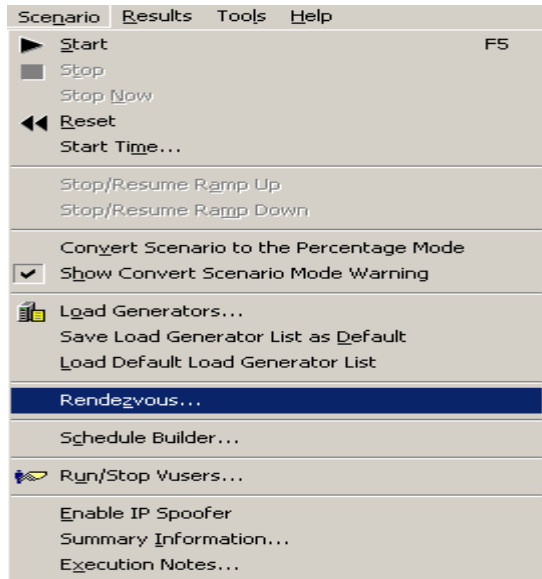 Scenario Results Tools Help
Start F5
Stop
Stop Now
Reset
Start Time...
Stop/Resume Ramp Up
Stop/Resume Ramp Down
Convert Scenario to the Percentage Mode
Show Convert Scenario Mode Warning
Load Generators...
Save Load Generator List as Default
Load Default Load Generator List
Rendezvous...
Schedule Builder...
Run/Stop Vusers...
Enable IP Spoofer
Summary Information...
Execution Notes...